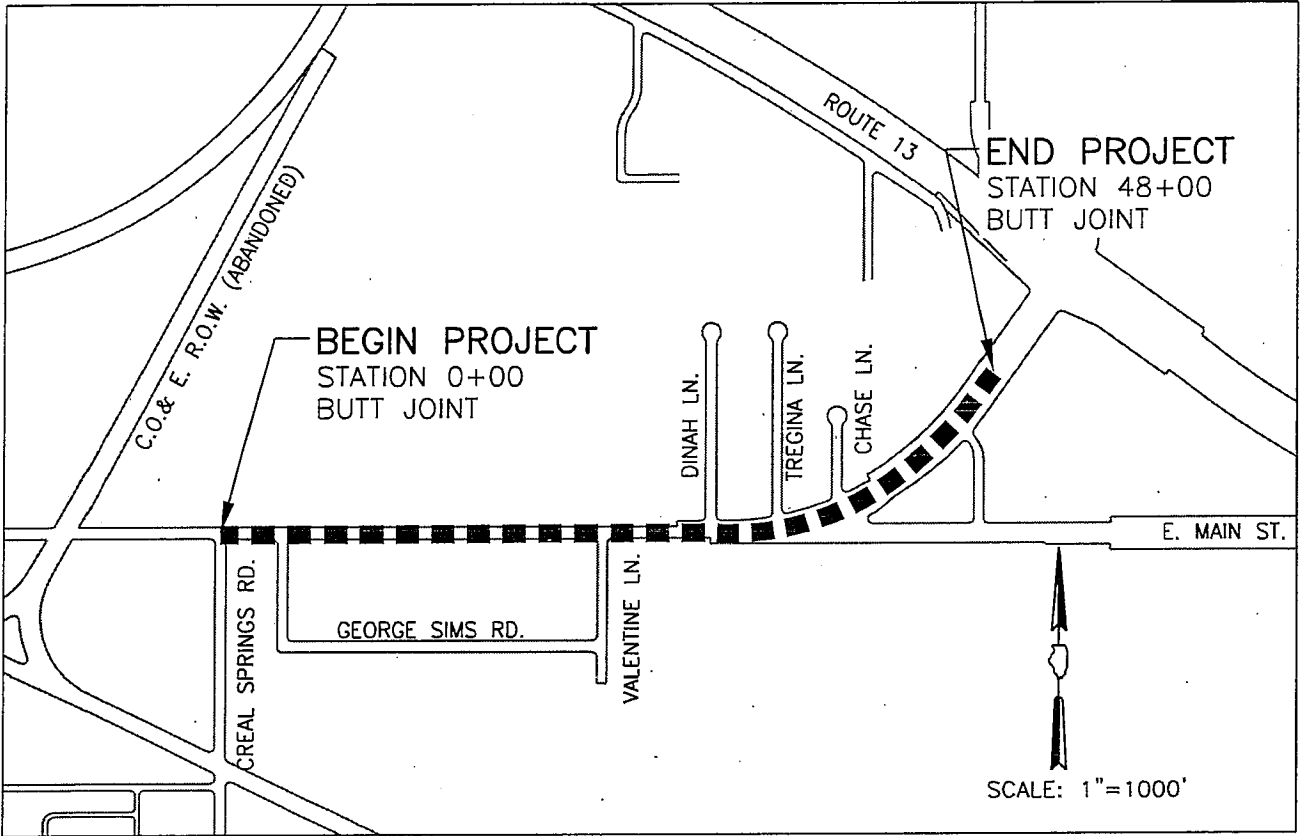 ROUTE 13
END PROJECT
STATION 48+00
BUTT JOINT
C.O.& E. R.O.W. (ABANDONED)
BEGIN PROJECT
STATION 0+00
BUTT JOINT
DINAH LN.
TREGINA LN.
CHASE LN.
E. MAIN ST.
CREAL SPRINGS RD.
GEORGE SIMS RD.
VALENTINE LN.
SCALE: 1"=1000'